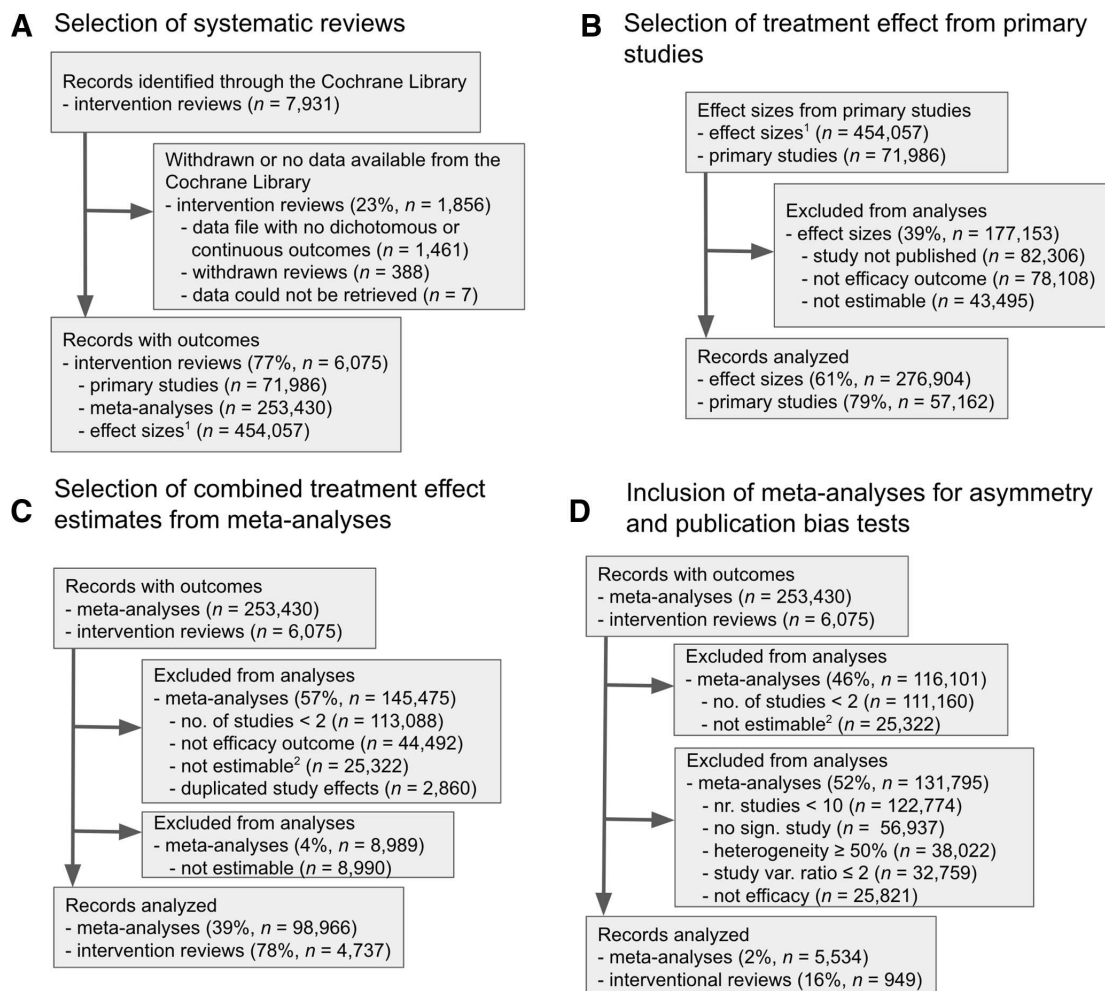 A Selection of systematic reviews
Records identified through the Cochrane Library
- intervention reviews (n = 7,931)
Withdrawn or no data available from the
Cochrane Library
- intervention reviews (23%, n = 1,856)
- data file with no dichotomous or
continuous outcomes (n = 1,461)
- withdrawn reviews (n = 388)
- data could not be retrieved (n = 7)
Records with outcomes
- intervention reviews (77%, n = 6,075)
- primary studies (n = 71,986)
- meta-analyses (n = 253,430)
- effect sizes¹ (n = 454,057)
B Selection of treatment effect from primary
studies
Effect sizes from primary studies
- effect sizes¹ (n = 454,057)
- primary studies (n = 71,986)
Excluded from analyses
- effect sizes (39%, n = 177,153)
- study not published (n = 82,306)
- not efficacy outcome (n = 78,108)
- not estimable (n = 43,495)
Records analyzed
- effect sizes (61%, n = 276,904)
- primary studies (79%, n = 57,162)
C Selection of combined treatment effect
estimates from meta-analyses
Records with outcomes
- meta-analyses (n = 253,430)
- intervention reviews (n = 6,075)
Excluded from analyses
- meta-analyses (57%, n = 145,475)
- no. of studies < 2 (n = 113,088)
- not efficacy outcome (n = 44,492)
- not estimable² (n = 25,322)
- duplicated study effects (n = 2,860)
Excluded from analyses
- meta-analyses (4%, n = 8,989)
- not estimable (n = 8,990)
Records analyzed
- meta-analyses (39%, n = 98,966)
- intervention reviews (78%, n = 4,737)
D Inclusion of meta-analyses for asymmetry
and publication bias tests
Records with outcomes
- meta-analyses (n = 253,430)
- intervention reviews (n = 6,075)
Excluded from analyses
- meta-analyses (46%, n = 116,101)
- no. of studies < 2 (n = 111,160)
- not estimable² (n = 25,322)
Excluded from analyses
- meta-analyses (52%, n = 131,795)
- nr. studies < 10 (n = 122,774)
- no sign. study (n = 56,937)
- heterogeneity ≥ 50% (n = 38,022)
- study var. ratio ≤ 2 (n = 32,759)
- not efficacy (n = 25,821)
Records analyzed
- meta-analyses (2%, n = 5,534)
- interventional reviews (16%, n = 949)